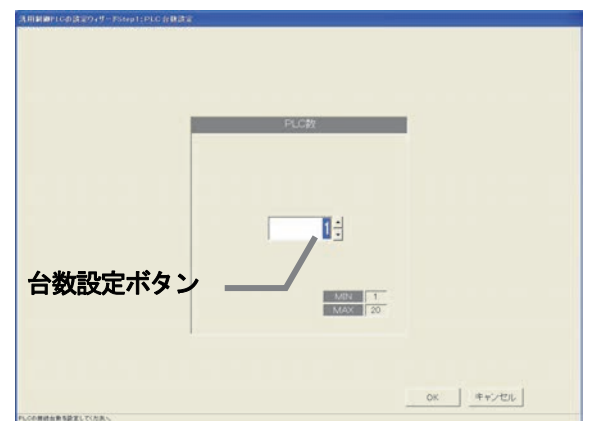 汎用制御PLCの設定ウィザードStep1:PLC台数設定
PLC数
1
台数設定ボタン
MIN 1
MAX 20
OK キャンセル
PLCの接続台数を設定してください。